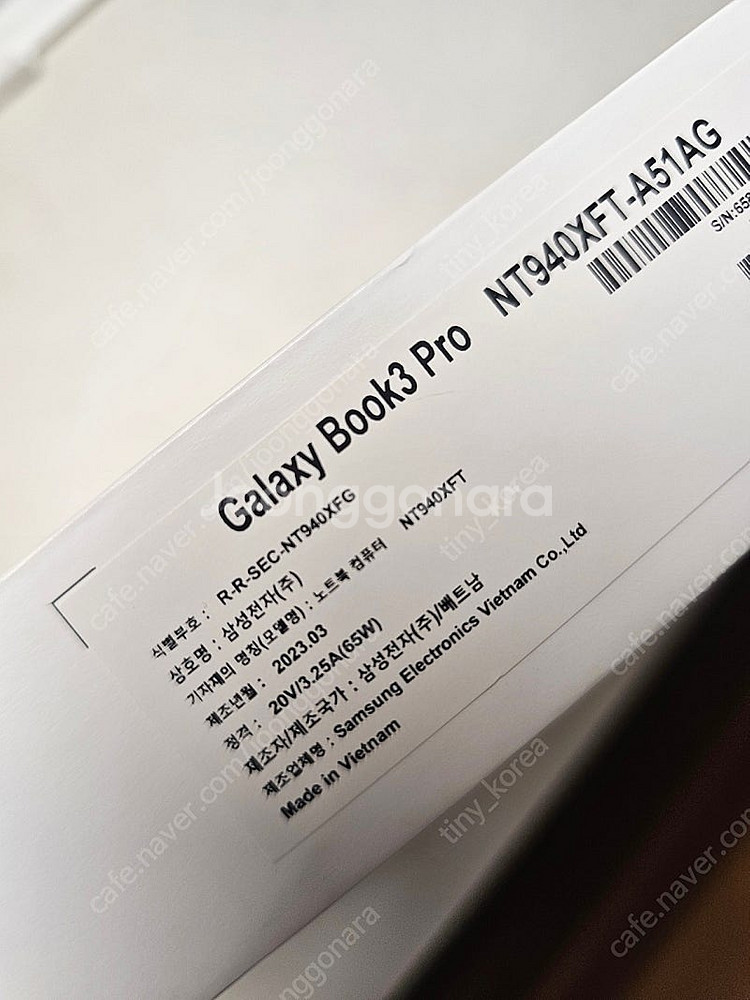 NT940XFT-A51AG
S/N:658
Galaxy Book3 Pro
식별부호 : R-R-SEC-NT940XFG
상호명 : 삼성전자(주)
기자재의 명칭(모델명) : 노트북 컴퓨터 NT940XFT
제조년월 : 2023.03
정격 : 20V/3.25A(65W)
제조자/제조국가 : 삼성전자(주)/베트남
제조업체명 : Samsung Electronics Vietnam Co.,Ltd
Made in Vietnam
Joonggonara
cafe.naver.com/joonggonara
tiny_korea